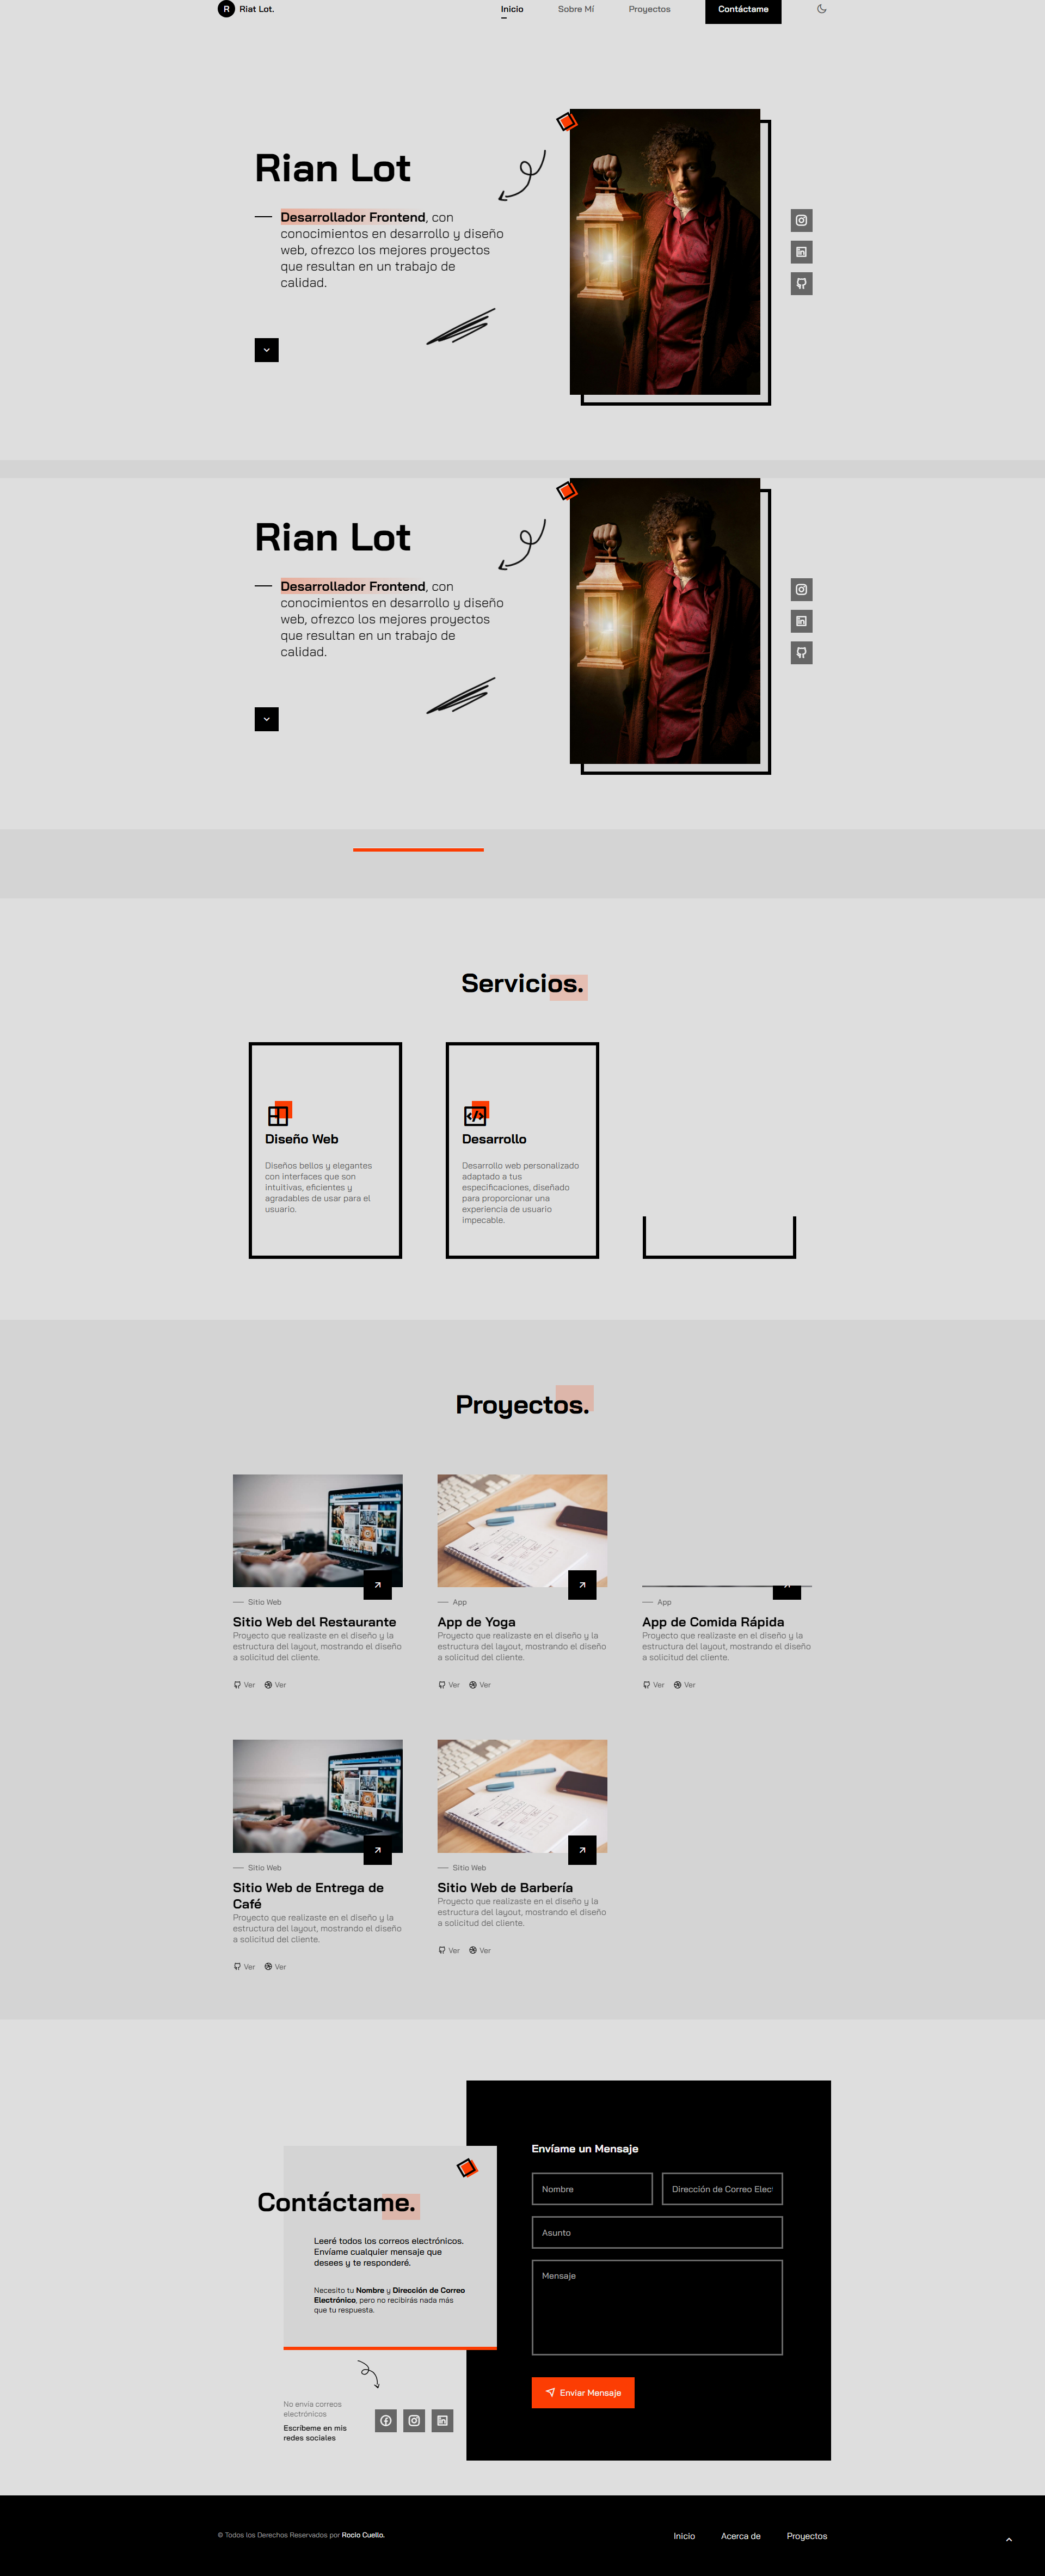 R Riat Lot.
Inicio Sobre Mí Proyectos Contáctame
Rian Lot
Desarrollador Frontend, con
conocimientos en desarrollo y diseño
web, ofrezco los mejores proyectos
que resultan en un trabajo de
calidad.
Rian Lot
Desarrollador Frontend, con
conocimientos en desarrollo y diseño
web, ofrezco los mejores proyectos
que resultan en un trabajo de
calidad.
Servicios.
Diseño Web
Diseños bellos y elegantes
con interfaces que son
intuitivas, eficientes y
agradables de usar para el
usuario.
Desarrollo
Desarrollo web personalizado
adaptado a tus
especificaciones, diseñado
para proporcionar una
experiencia de usuario
impecable.
Proyectos.
Sitio Web
Sitio Web del Restaurante
Proyecto que realizaste en el diseño y la
estructura del layout, mostrando el diseño
a solicitud del cliente.
Ver Ver
App
App de Yoga
Proyecto que realizaste en el diseño y la
estructura del layout, mostrando el diseño
a solicitud del cliente.
Ver Ver
App
App de Comida Rápida
Proyecto que realizaste en el diseño y la
estructura del layout, mostrando el diseño
a solicitud del cliente.
Ver Ver
Sitio Web
Sitio Web de Entrega de
Café
Proyecto que realizaste en el diseño y la
estructura del layout, mostrando el diseño
a solicitud del cliente.
Ver Ver
Sitio Web
Sitio Web de Barbería
Proyecto que realizaste en el diseño y la
estructura del layout, mostrando el diseño
a solicitud del cliente.
Ver Ver
Contáctame.
Leeré todos los correos electrónicos.
Envíame cualquier mensaje que
desees y te responderé.
Necesito tu Nombre y Dirección de Correo
Electrónico, pero no recibirás nada más
que tu respuesta.
No envía correos
electrónicos
Escríbeme en mis
redes sociales
Envíame un Mensaje
Nombre
Dirección de Correo Elect
Asunto
Mensaje
Enviar Mensaje
© Todos los Derechos Reservados por Rocio Cuello.
Inicio Acerca de Proyectos